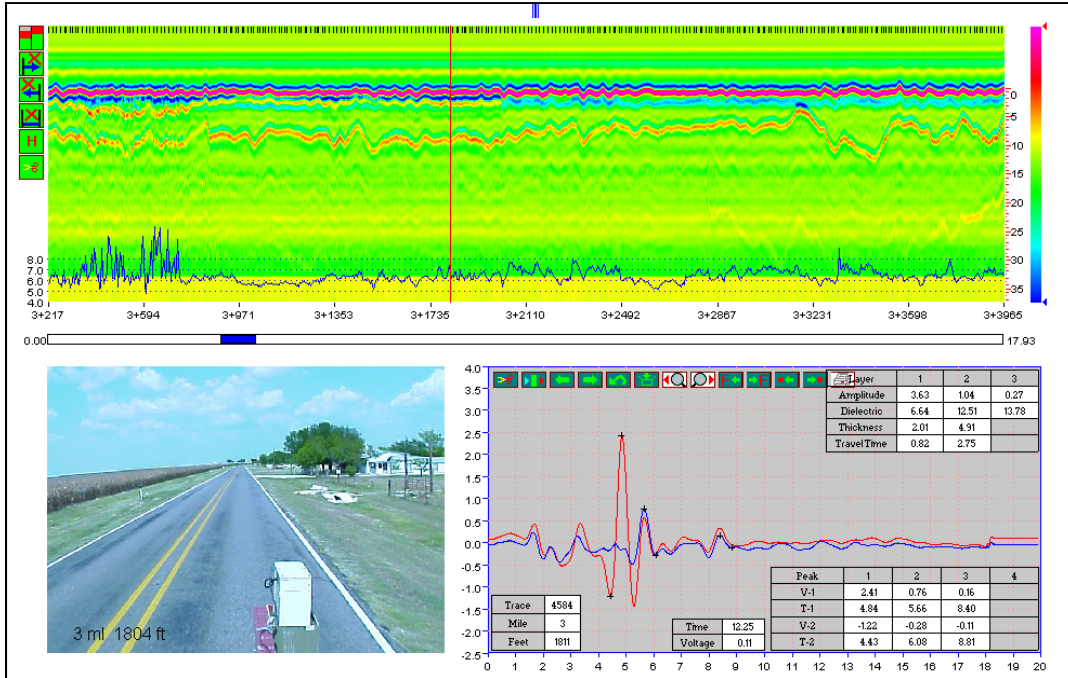 H
0
5
10
15
20
25
30
35
8.0
7.0
6.0
5.0
4.0
3+217 3+594 3+971 3+1353 3+1735 3+2110 3+2492 3+2867 3+3231 3+3598 3+3965
0.00 17.93
3 ml 1804 ft
4.0
3.5
3.0
2.5
2.0
1.5
1.0
0.5
0.0
-0.5
-1.0
-1.5
-2.0
-2.5
Layer 1 2 3
Amplitude 3.63 1.04 0.27
Dielectric 6.64 12.51 13.78
Thickness 2.01 4.91
Travel Time 0.82 2.75
Trace 4584
Mile 3
Feet 1811
Time 12.25
Voltage 0.11
Peak 1 2 3 4
V-1 2.41 0.76 0.16
T-1 4.84 5.66 8.40
V-2 -1.22 -0.28 -0.11
T-2 4.43 6.08 8.81
0 1 2 3 4 5 6 7 8 9 10 11 12 13 14 15 16 17 18 19 20